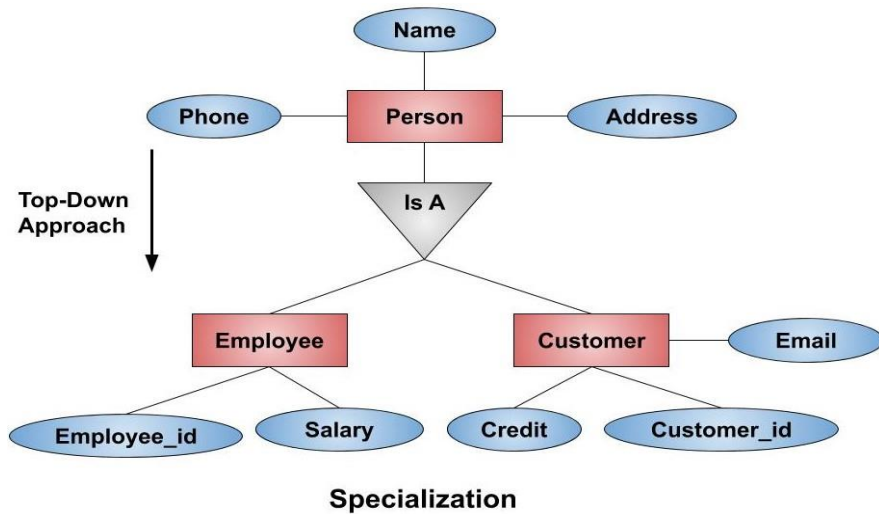 Name
Phone
Person
Address
Is A
Top-Down
Approach
Employee
Customer
Email
Employee_id
Salary
Credit
Customer_id
Specialization